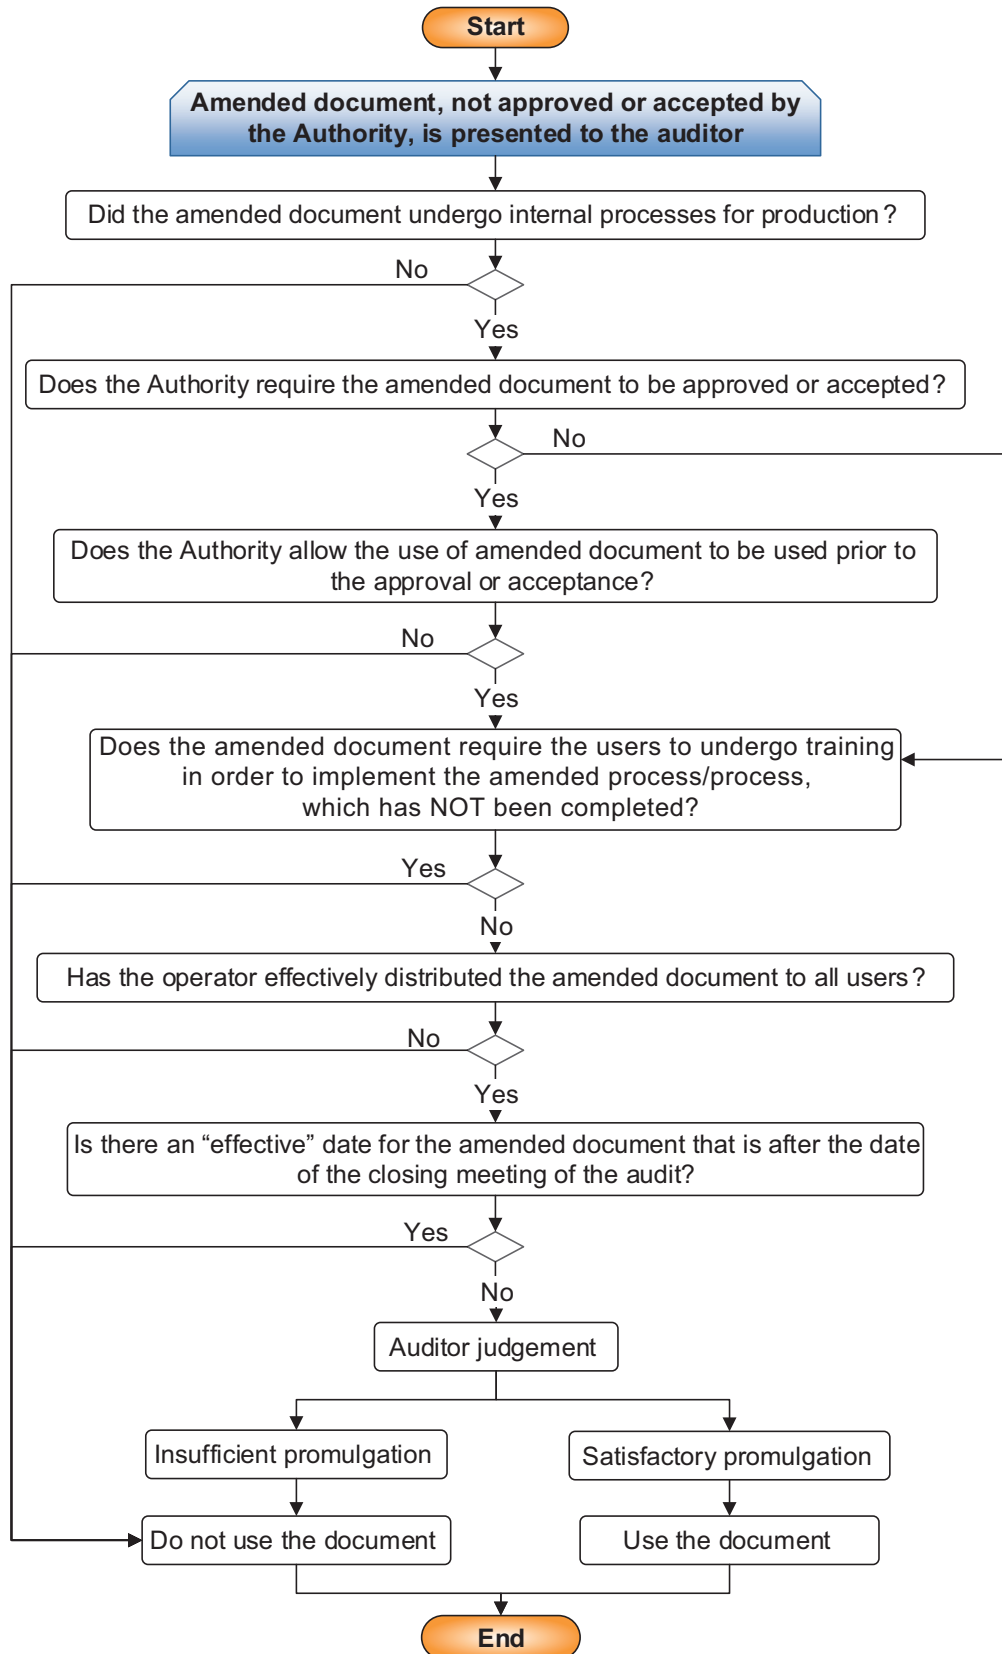 Start
Amended document, not approved or accepted by
the Authority, is presented to the auditor
Did the amended document undergo internal processes for production?
No
Yes
Does the Authority require the amended document to be approved or accepted?
No
Yes
Does the Authority allow the use of amended document to be used prior to
the approval or acceptance?
No
Yes
Does the amended document require the users to undergo training
in order to implement the amended process/process,
which has NOT been completed?
Yes
No
Has the operator effectively distributed the amended document to all users?
No
Yes
Is there an “effective” date for the amended document that is after the date
of the closing meeting of the audit?
Yes
No
Auditor judgement
Insufficient promulgation
Satisfactory promulgation
Do not use the document
Use the document
End